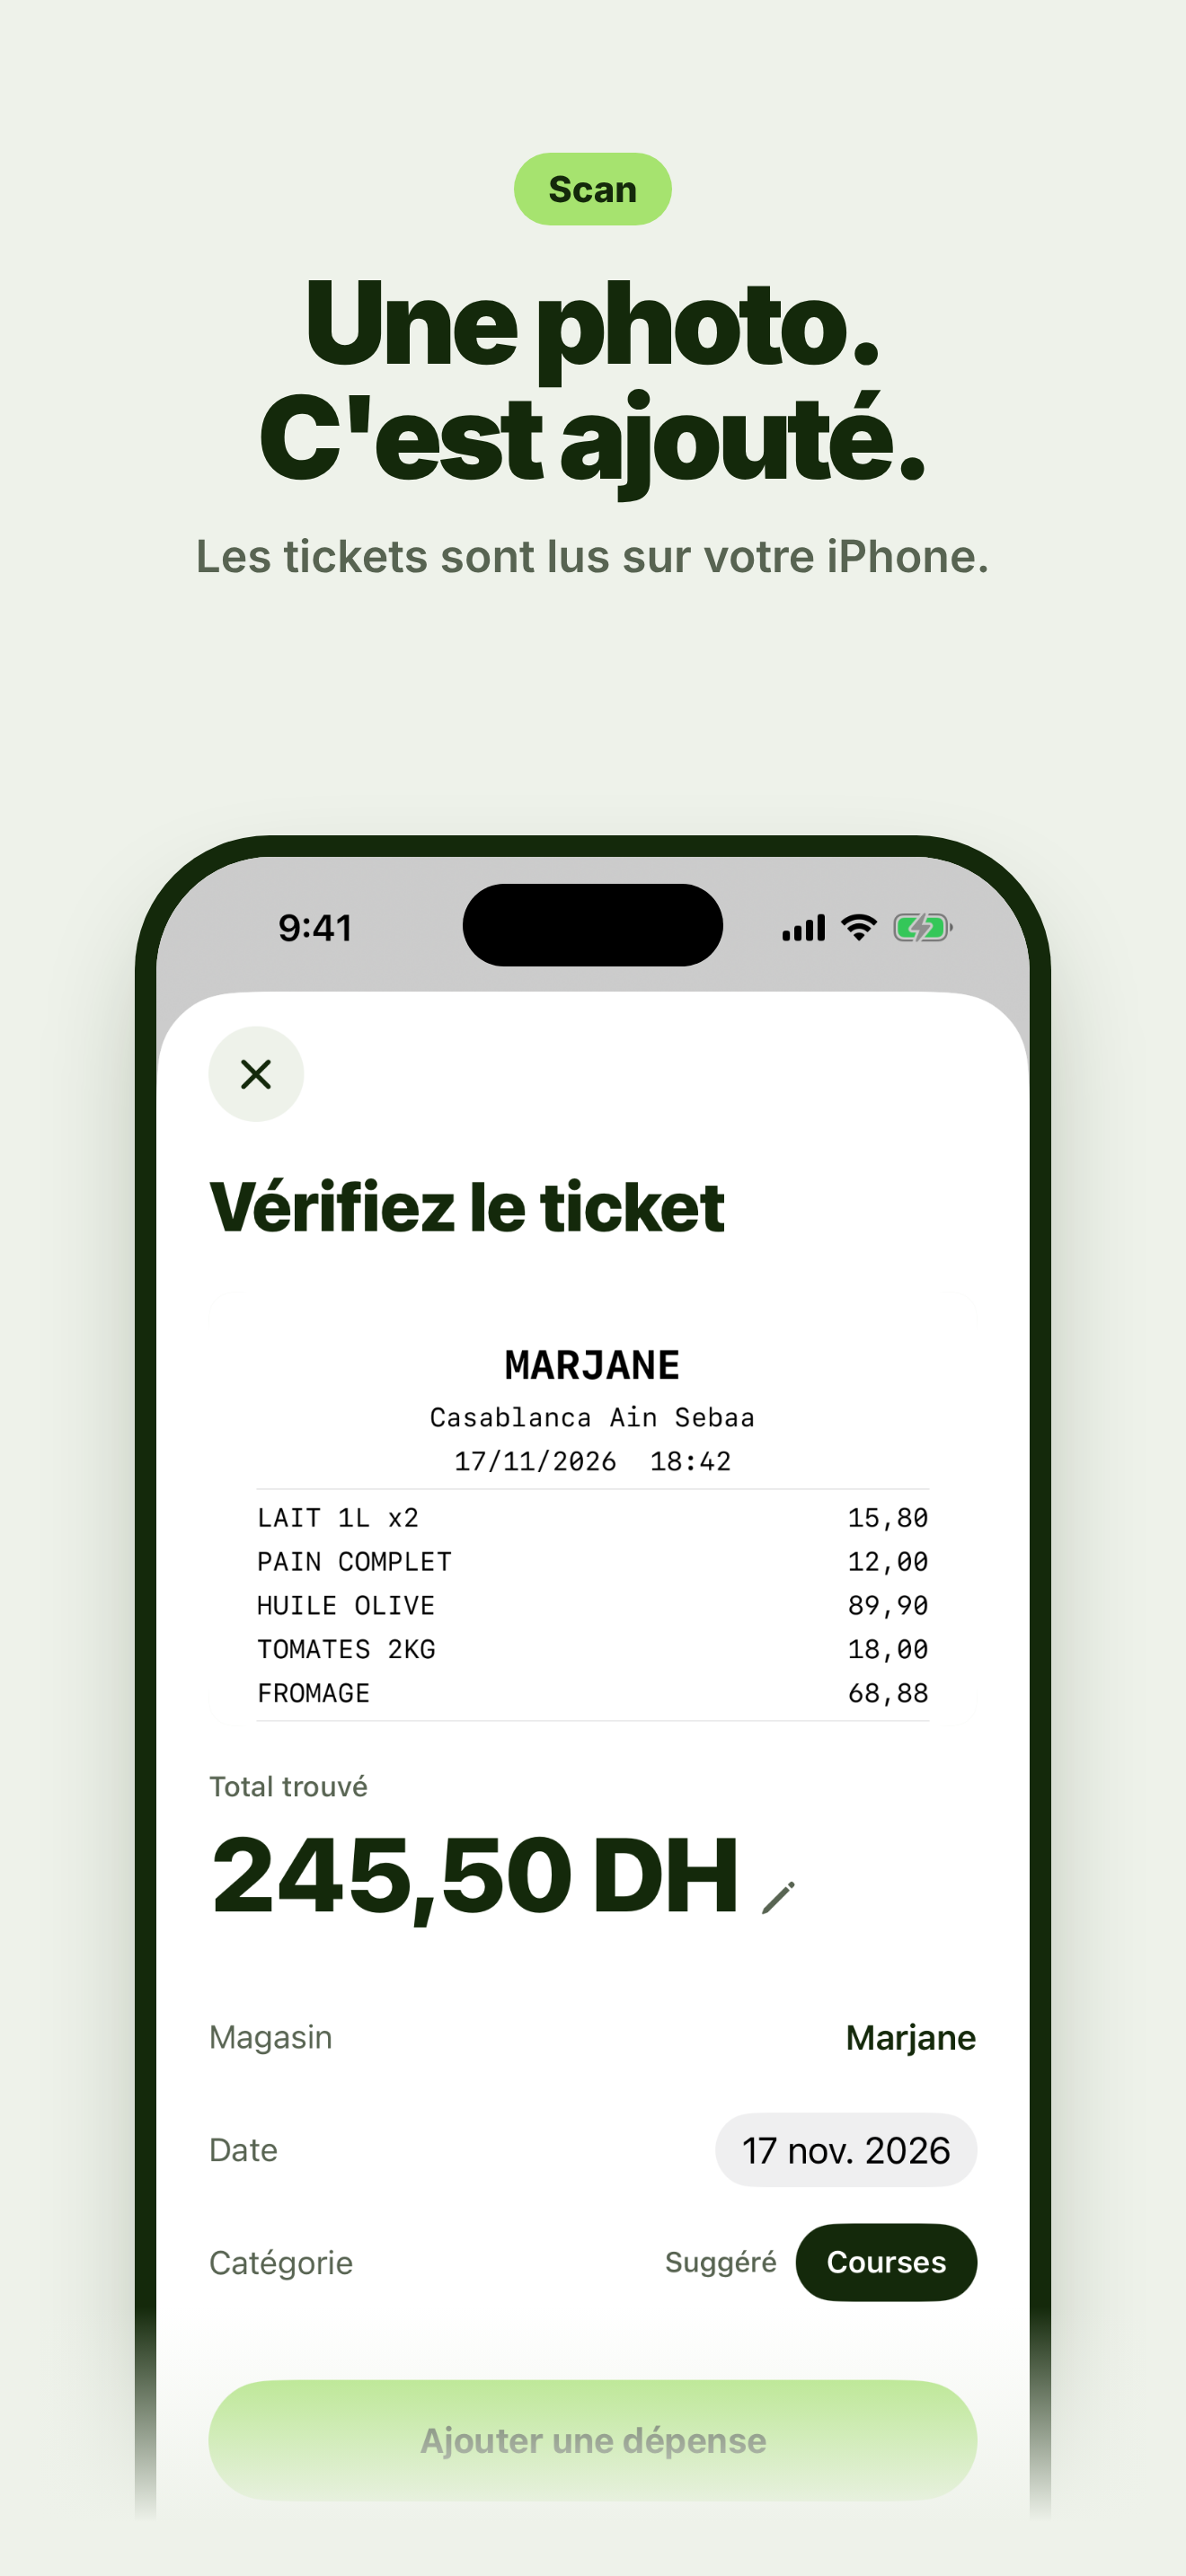 Scan
Une photo.
C'est ajouté.
Les tickets sont lus sur votre iPhone.
9:41
Vérifiez le ticket
MARJANE
Casablanca Ain Sebaa
17/11/2026 18:42
LAIT 1L x2 15,80
PAIN COMPLET 12,00
HUILE OLIVE 89,90
TOMATES 2KG 18,00
FROMAGE 68,88
Total trouvé
245,50 DH
Magasin Marjane
Date 17 nov. 2026
Catégorie Suggéré Courses
Ajouter une dépense